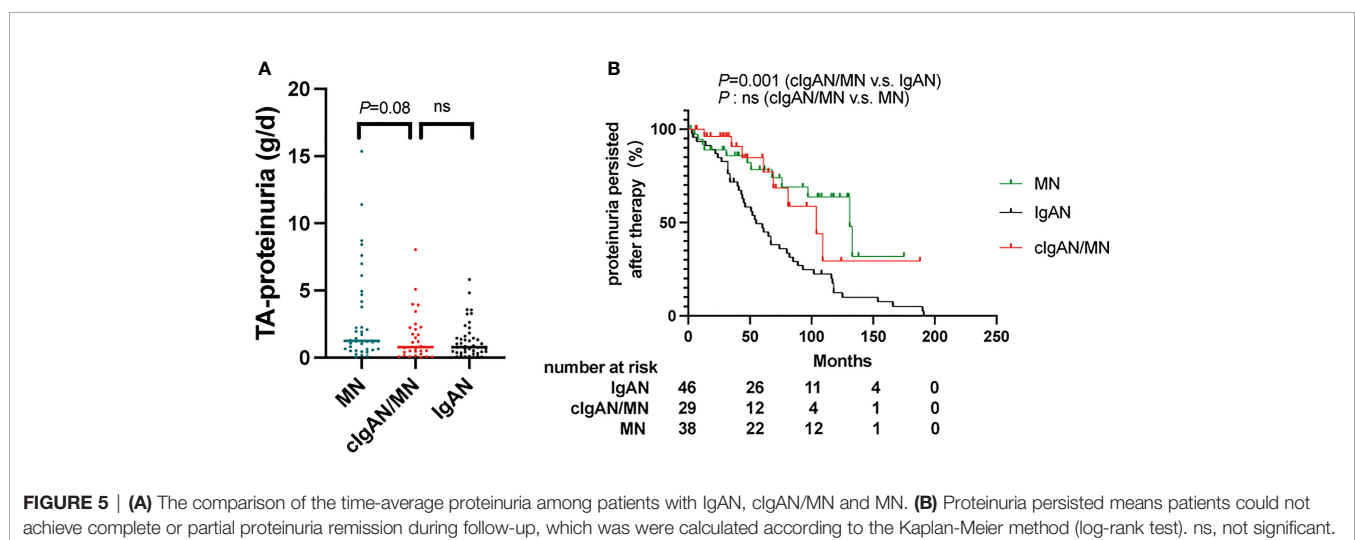 A
TA-proteinuria (g/d)
20
15
10
5
0
P=0.08
ns
MN
cIgAN/MN
IgAN
B
P=0.001 (cIgAN/MN v.s. IgAN)
P : ns (cIgAN/MN v.s. MN)
proteinuria persisted
after therapy (%)
100
50
0
0 50 100 150 200 250
Months
MN
IgAN
cIgAN/MN
number at risk
IgAN 46 26 11 4 0
cIgAN/MN 29 12 4 1 0
MN 38 22 12 1 0
FIGURE 5 | (A) The comparison of the time-average proteinuria among patients with IgAN, cIgAN/MN and MN. (B) Proteinuria persisted means patients could not
achieve complete or partial proteinuria remission during follow-up, which was were calculated according to the Kaplan-Meier method (log-rank test). ns, not significant.